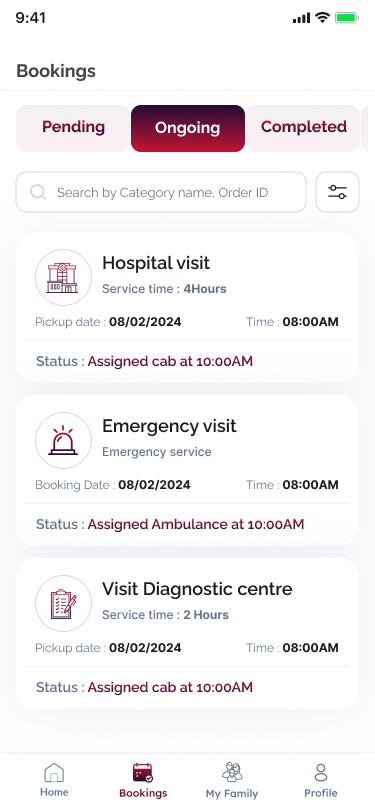 9:41
Bookings
Pending Ongoing Completed
Search by Category name, Order ID
Hospital visit
Service time : 4Hours
Pickup date : 08/02/2024 Time : 08:00AM
Status : Assigned cab at 10:00AM
Emergency visit
Emergency service
Booking Date : 08/02/2024 Time : 08:00AM
Status : Assigned Ambulance at 10:00AM
Visit Diagnostic centre
Service time : 2 Hours
Pickup date : 08/02/2024 Time : 08:00AM
Status : Assigned cab at 10:00AM
Home Bookings My Family Profile